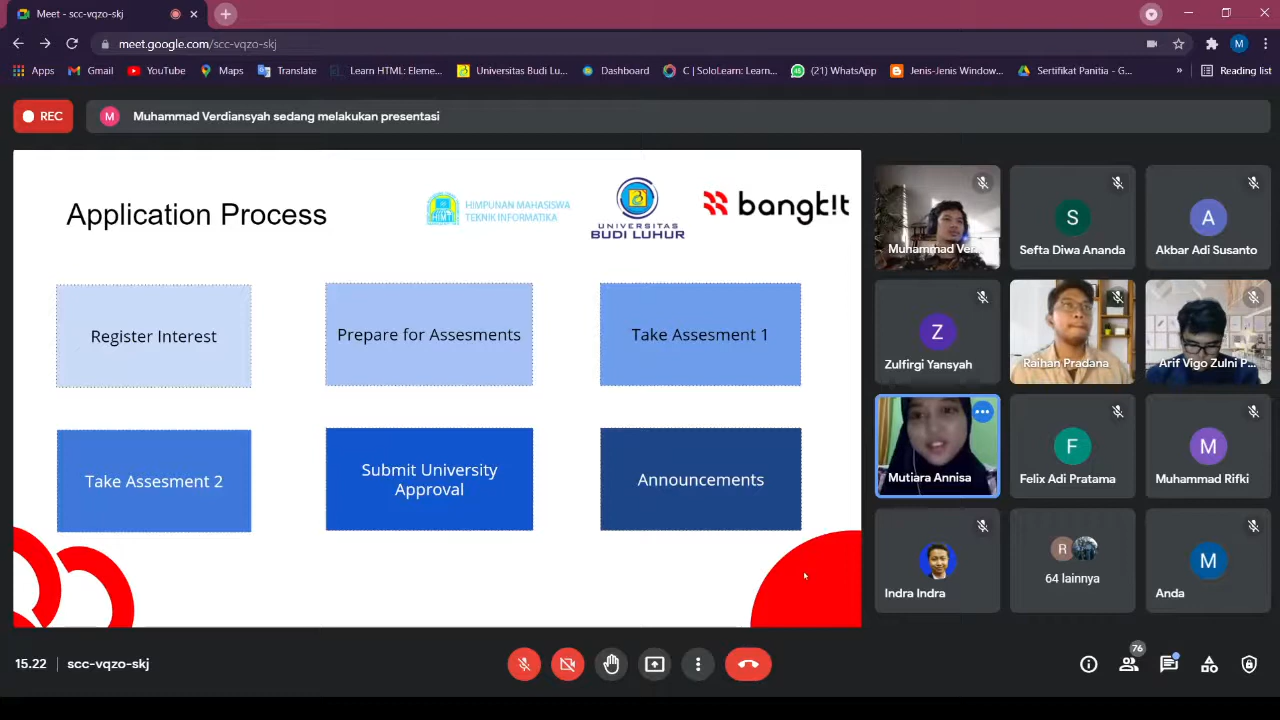 Meet - scc-vqzo-skj
meet.google.com/scc-vqzo-skj
M
Apps
Gmail
YouTube
Maps
Translate
Learn HTML: Eleme...
Universitas Budi Lu...
Dashboard
C | SoloLearn: Learn...
(21) WhatsApp
Jenis-Jenis Window...
Sertifikat Panitia - G...
»
Reading list
REC
M
Muhammad Verdiansyah sedang melakukan presentasi
Application Process
HIMTI
HIMPUNAN MAHASISWA
TEKNIK INFORMATIKA
UNIVERSITAS
BUDI LUHUR
bangk!t
Register Interest
Prepare for Assesments
Take Assesment 1
Take Assesment 2
Submit University
Approval
Announcements
Muhammad Ver...
S
Sefta Diwa Ananda
A
Akbar Adi Susanto
Z
Zulfirgi Yansyah
Raihan Pradana
Arif Vigo Zulni P...
Mutiara Annisa
F
Felix Adi Pratama
M
Muhammad Rifki
Indra Indra
R
64 lainnya
M
Anda
15.22
scc-vqzo-skj
76